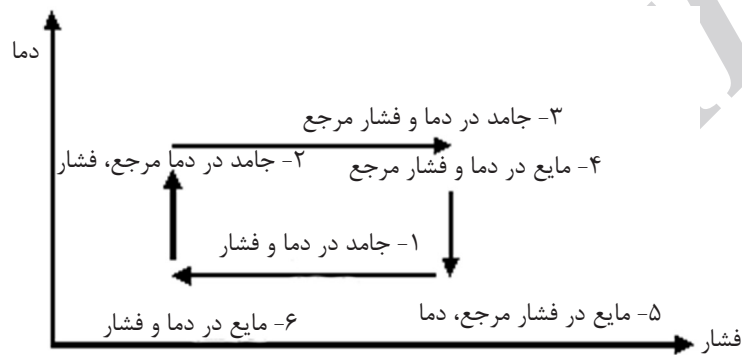 دما
۳- جامد در دما و فشار مرجع
۲- جامد در دما مرجع، فشار
۴- مایع در دما و فشار مرجع
۱- جامد در دما و فشار
۵- مایع در فشار مرجع، دما
۶- مایع در دما و فشار
فشار